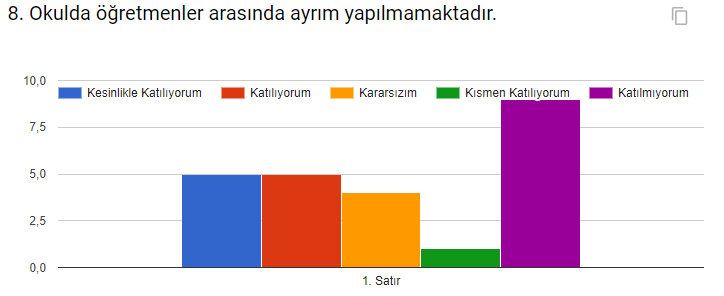 8. Okulda öğretmenler arasında ayrım yapılmamaktadır.
10,0
Kesinlikle Katılıyorum Katılıyorum Kararsızım Kısmen Katılıyorum Katılmıyorum
7,5
5,0
2,5
0,0
1. Satır